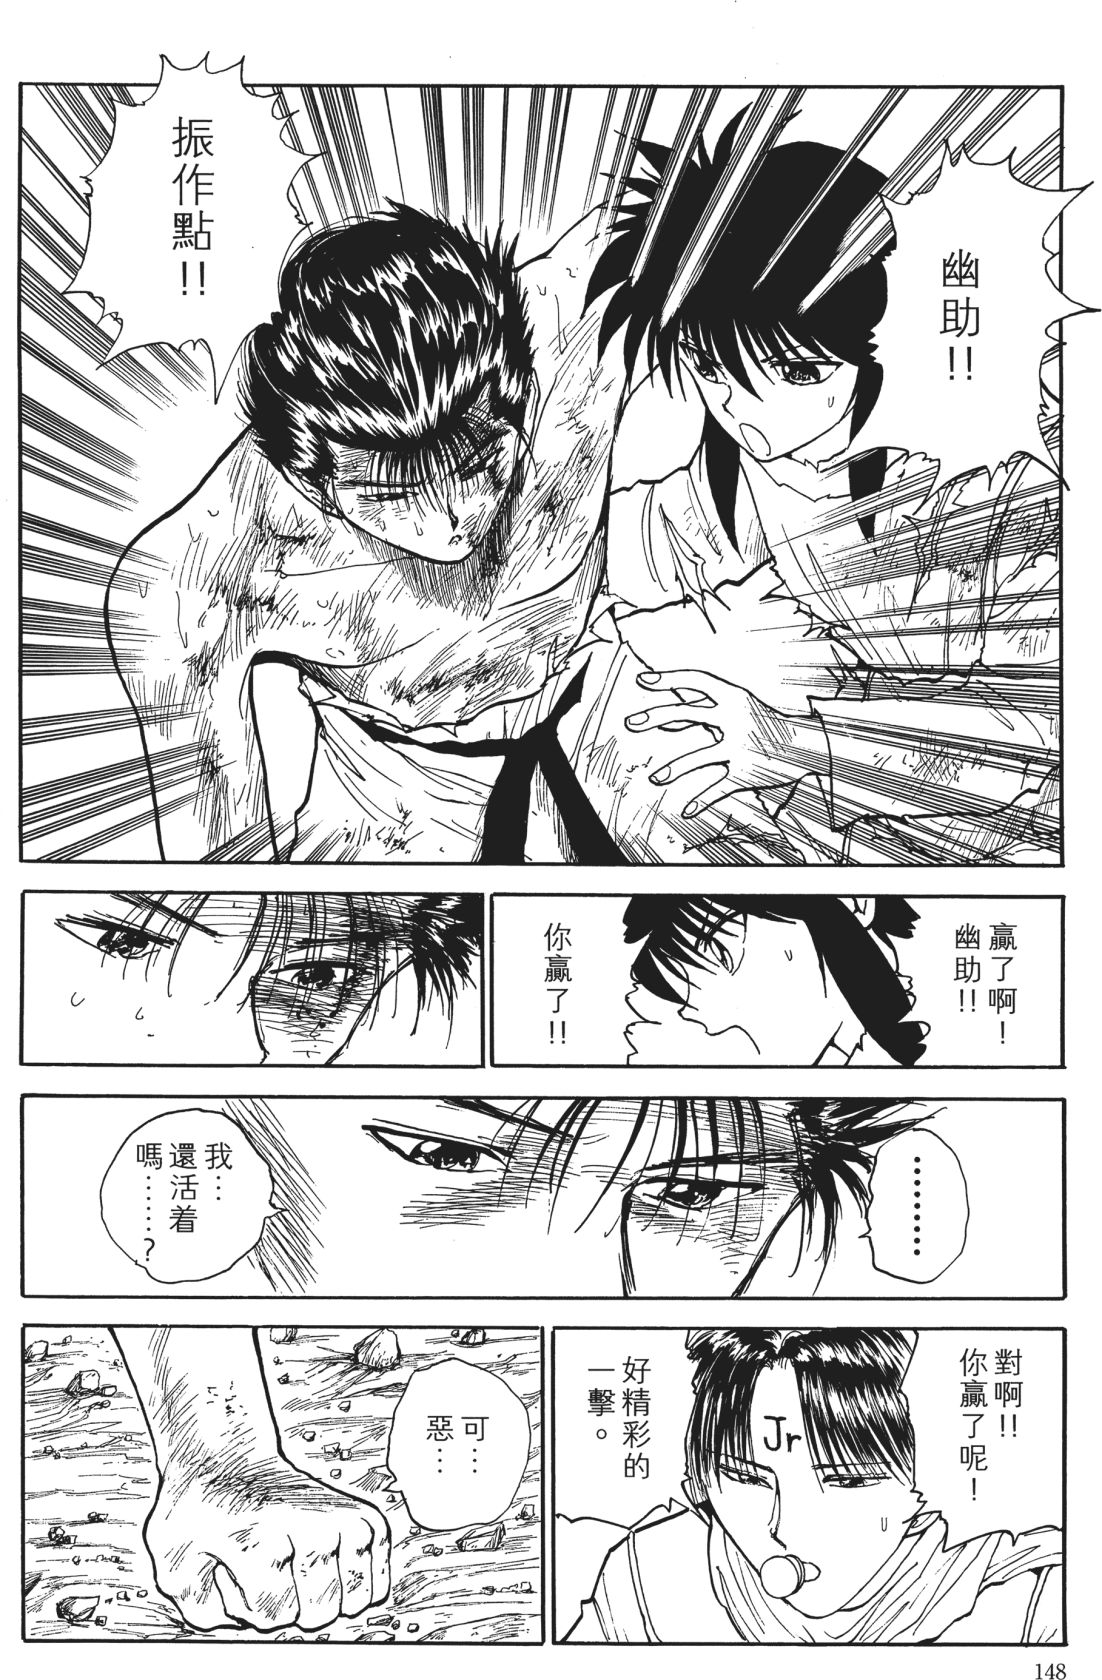 幽助!!
振作點!!
贏了啊!
幽助!!
你贏了!!
………
我…
還活着
嗎……?
對啊!!
你贏了呢!
好精彩的
一擊。
Jr
可…
惡…
148